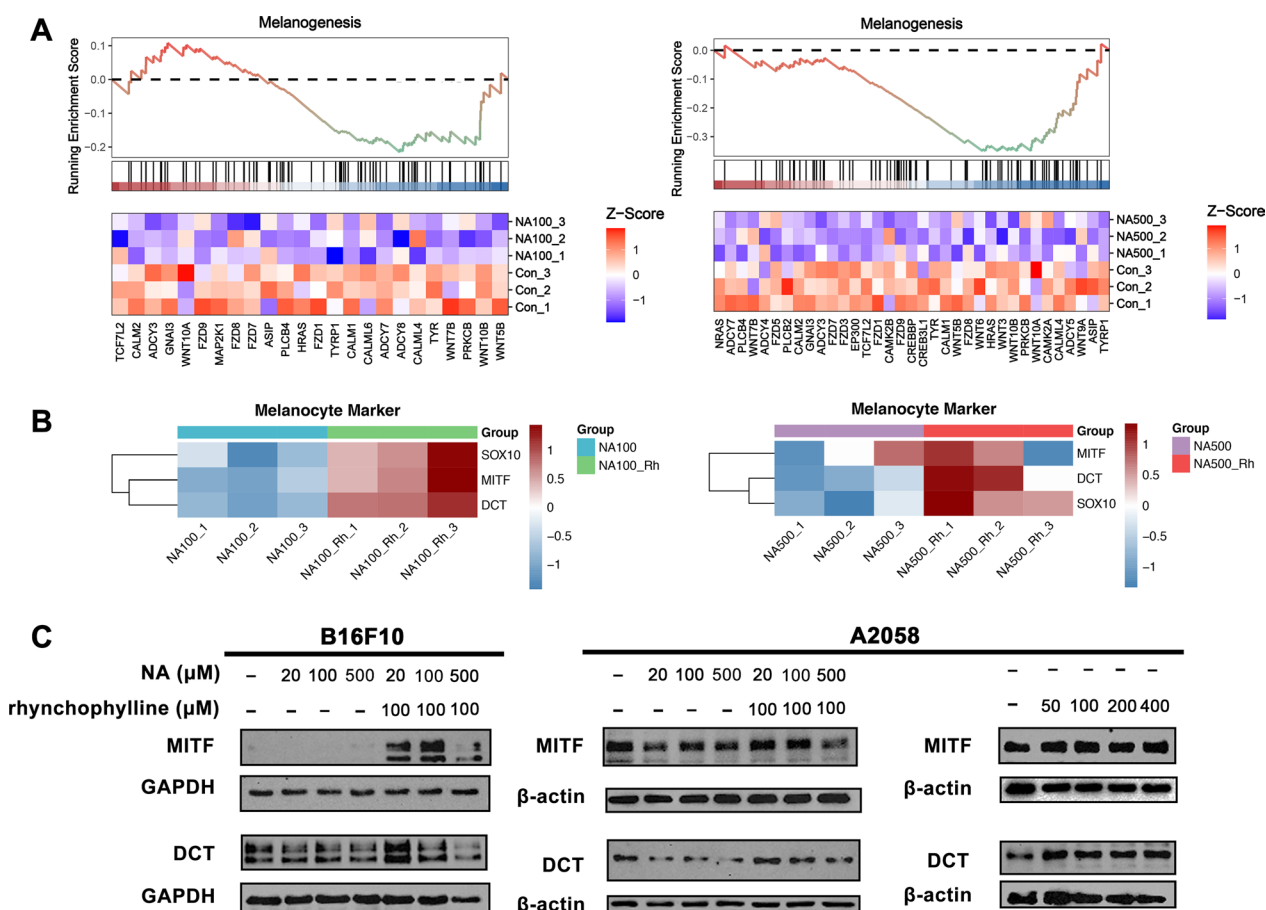 A
Melanogenesis
Running Enrichment Score
0.1
0.0
−0.1
−0.2
NA100_3
NA100_2
NA100_1
Con_3
Con_2
Con_1
Z-Score
1
0
−1
TCF7L2 CALM2 ADCY3 GNAI3 WNT10A FZD9 MAP2K1 FZD8 FZD7 ASIP PLCB4 HRAS FZD1 TYRP1 CALM1 CALML6 ADCY7 ADCY8 CALML4 TYR WNT7B PRKCB WNT10B WNT5B
Melanogenesis
Running Enrichment Score
0.0
−0.1
−0.2
−0.3
NA500_3
NA500_2
NA500_1
Con_3
Con_2
Con_1
Z-Score
1
0
−1
NRAS ADCY7 PLCB4 WNT7B ADCY4 FZD5 PLCB2 CALM2 GNAI3 ADCY3 FZD7 FZD3 EP300 TCF7L2 FZD1 CAMK2B FZD9 CREBBP CREB3L1 TYR CALM1 WNT5B FZD8 WNT6 HRAS WNT3 WNT10B PRKCB WNT10A CAMK2A CALML4 ADCY5 WNT9A ASIP TYRP1
B
Melanocyte Marker
Group
SOX10
MITF
DCT
NA100_1 NA100_2 NA100_3 NA100_Rh_1 NA100_Rh_2 NA100_Rh_3
1
0.5
0
−0.5
−1
Group
NA100
NA100_Rh
Melanocyte Marker
Group
MITF
DCT
SOX10
NA500_1 NA500_2 NA500_3 NA500_Rh_1 NA500_Rh_2 NA500_Rh_3
1
0.5
0
−0.5
−1
Group
NA500
NA500_Rh
C
B16F10
A2058
NA (μM) – 20 100 500 20 100 500 – 20 100 500 20 100 500 – – – – –
rhynchophylline (μM) – – – – 100 100 100 – – – – 100 100 100 – 50 100 200 400
MITF MITF MITF
GAPDH β-actin β-actin
DCT DCT DCT
GAPDH β-actin β-actin